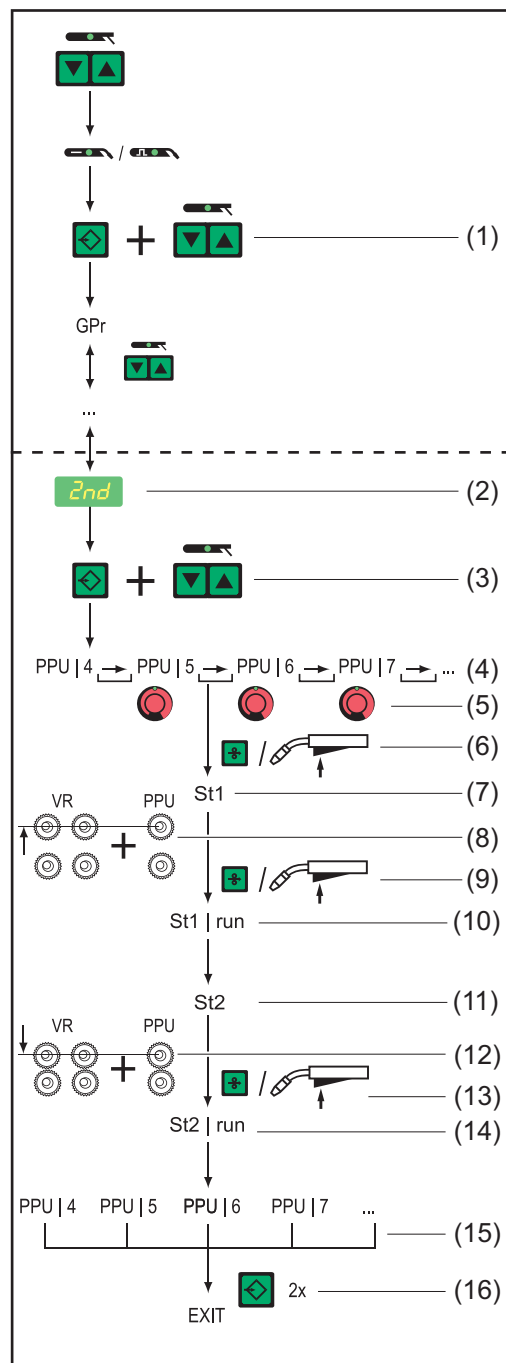 /
+ (1)
GPr
...
2nd (2)
+ (3)
PPU | 4 PPU | 5 PPU | 6 PPU | 7 ... (4)
(5)
/ (6)
St1 (7)
VR PPU
+ (8)
/ (9)
St1 | run (10)
St2 (11)
VR PPU
+ (12)
/ (13)
St2 | run (14)
PPU | 4 PPU | 5 PPU | 6 PPU | 7 ...
(15)
2x (16)
EXIT